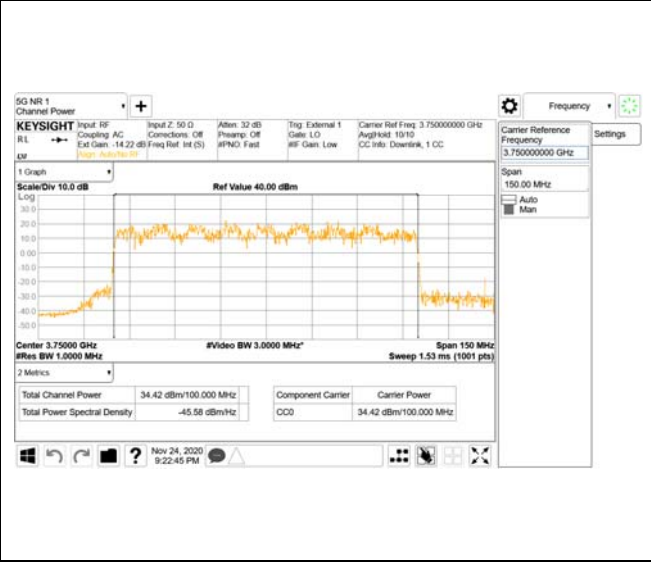 5G NR 1
Channel Power
Frequency
KEYSIGHT
Input: RF
Input Z: 50 Ω
Atten: 32 dB
Trig: External 1
Carrier Ref Freq: 3.750000000 GHz
RL
Coupling: AC
Corrections: Off
Preamp: Off
Gate: LO
Avg|Hold: 10/10
Ext Gain: -14.22 dB
Freq Ref: Int (S)
#PNO: Fast
#IF Gain: Low
CC Info: Downlink, 1 CC
Align: Auto/No RF
Carrier Reference
Frequency
3.750000000 GHz
Settings
Span
150.00 MHz
Auto
Man
1 Graph
Scale/Div 10.0 dB
Ref Value 40.00 dBm
Log
30.0
20.0
10.0
0.00
-10.0
-20.0
-30.0
-40.0
-50.0
Center 3.75000 GHz
#Video BW 3.0000 MHz*
Span 150 MHz
#Res BW 1.0000 MHz
Sweep 1.53 ms (1001 pts)
2 Metrics
Total Channel Power
34.42 dBm/100.000 MHz
Component Carrier
Carrier Power
Total Power Spectral Density
-45.58 dBm/Hz
CC0
34.42 dBm/100.000 MHz
?
Nov 24, 2020
9:22:45 PM